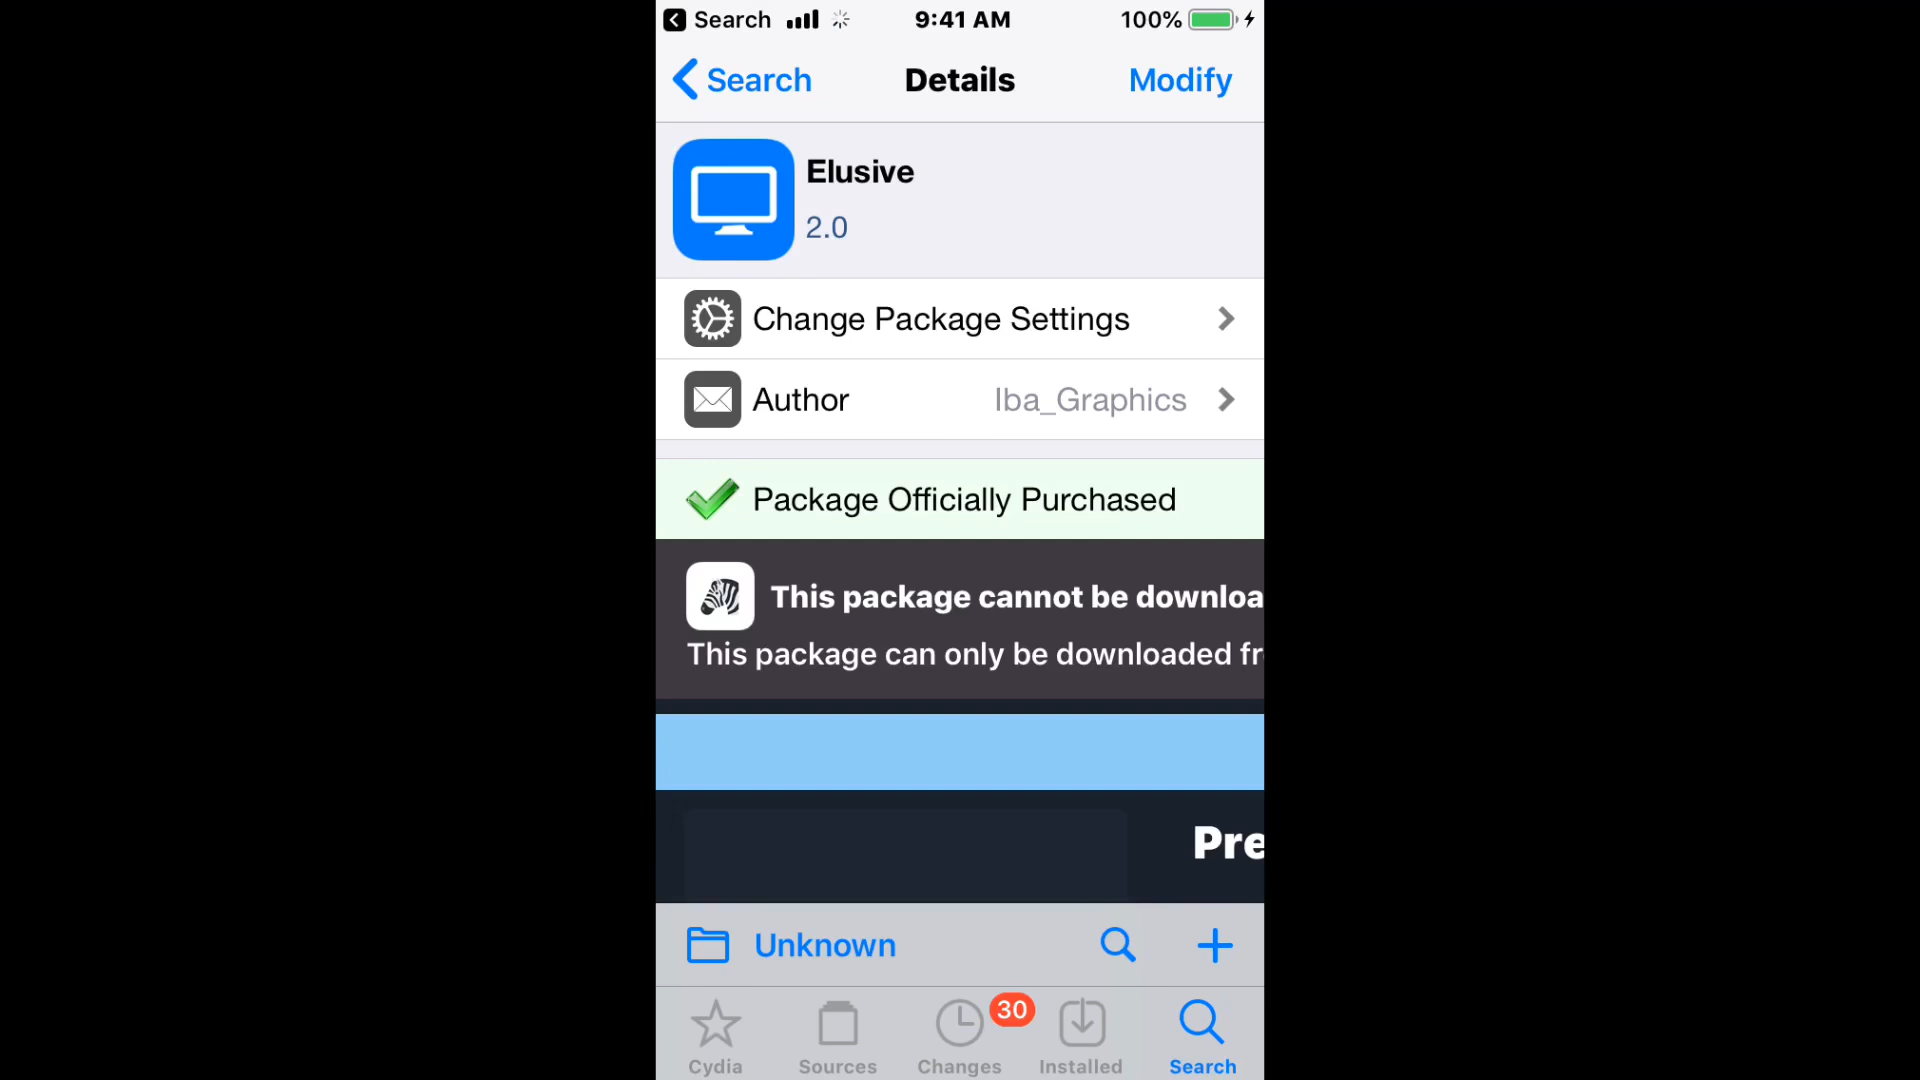 Search 9:41 AM 100%
Search Details Modify
Elusive
2.0
Change Package Settings
Author Iba_Graphics
Package Officially Purchased
This package cannot be downloa
This package can only be downloaded fr
Pre
Unknown
30
Cydia Sources Changes Installed Search